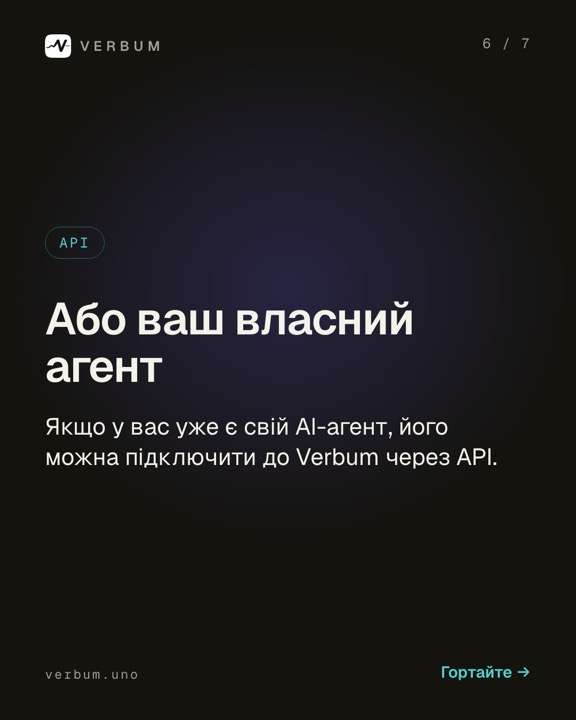 VERBUM
6 / 7
API
Або ваш власний
агент
Якщо у вас уже є свій AI-агент, його
можна підключити до Verbum через API.
verbum.uno
Гортайте →